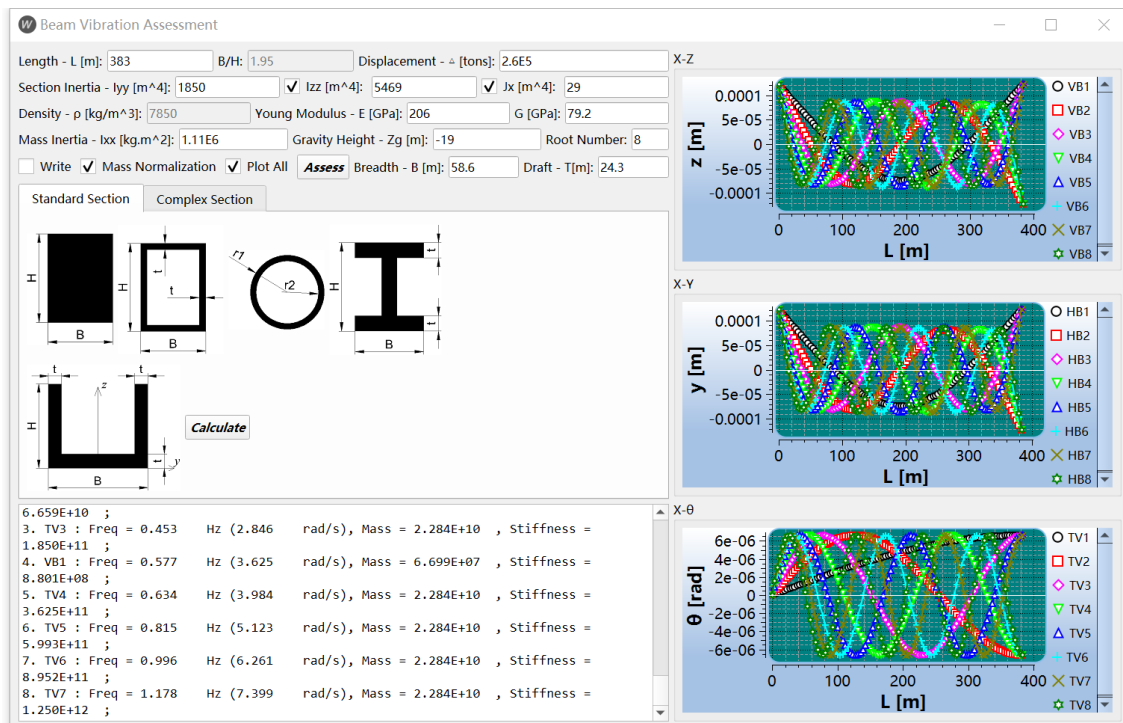 Beam Vibration Assessment
Length - L [m]: 383 B/H: 1.95 Displacement - △ [tons]: 2.6E5
Section Inertia - Iyy [m^4]: 1850 Izz [m^4]: 5469 Jx [m^4]: 29
Density - ρ [kg/m^3]: 7850 Young Modulus - E [GPa]: 206 G [GPa]: 79.2
Mass Inertia - Ixx [kg.m^2]: 1.11E6 Gravity Height - Zg [m]: -19 Root Number: 8
Write Mass Normalization Plot All Assess Breadth - B [m]: 58.6 Draft - T[m]: 24.3
Standard Section Complex Section
H B
H t t B
r1 r2
H t t B
t t z H t y B
Calculate
6.659E+10 ;
3. TV3 : Freq = 0.453 Hz (2.846 rad/s), Mass = 2.284E+10 , Stiffness =
1.850E+11 ;
4. VB1 : Freq = 0.577 Hz (3.625 rad/s), Mass = 6.699E+07 , Stiffness =
8.801E+08 ;
5. TV4 : Freq = 0.634 Hz (3.984 rad/s), Mass = 2.284E+10 , Stiffness =
3.625E+11 ;
6. TV5 : Freq = 0.815 Hz (5.123 rad/s), Mass = 2.284E+10 , Stiffness =
5.993E+11 ;
7. TV6 : Freq = 0.996 Hz (6.261 rad/s), Mass = 2.284E+10 , Stiffness =
8.952E+11 ;
8. TV7 : Freq = 1.178 Hz (7.399 rad/s), Mass = 2.284E+10 , Stiffness =
1.250E+12 ;
X-Z
z [m]
0.0001
5e-05
0
-5e-05
-0.0001
0 100 200 300 400
L [m]
VB1
VB2
VB3
VB4
VB5
VB6
VB7
VB8
X-Y
y [m]
0.0001
5e-05
0
-5e-05
-0.0001
0 100 200 300 400
L [m]
HB1
HB2
HB3
HB4
HB5
HB6
HB7
HB8
X-θ
θ [rad]
6e-06
4e-06
2e-06
0
-2e-06
-4e-06
-6e-06
0 100 200 300 400
L [m]
TV1
TV2
TV3
TV4
TV5
TV6
TV7
TV8